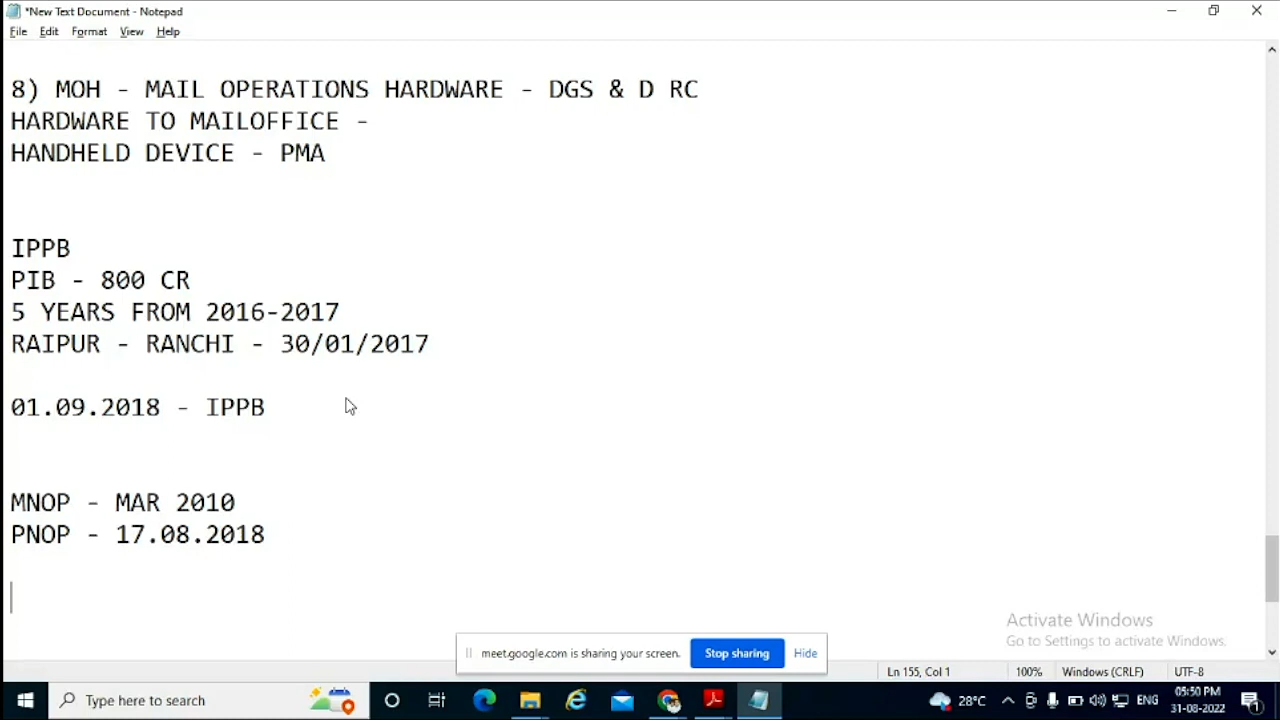 *New Text Document - Notepad
File Edit Format View Help
8) MOH - MAIL OPERATIONS HARDWARE - DGS & D RC
HARDWARE TO MAILOFFICE -
HANDHELD DEVICE - PMA
IPPB
PIB - 800 CR
5 YEARS FROM 2016-2017
RAIPUR - RANCHI - 30/01/2017
01.09.2018 - IPPB
MNOP - MAR 2010
PNOP - 17.08.2018
Activate Windows
Go to Settings to activate Windows.
meet.google.com is sharing your screen. Stop sharing Hide
Ln 155, Col 1 100% Windows (CRLF) UTF-8
Type here to search 28°C ENG 05:50 PM
31-08-2022 1